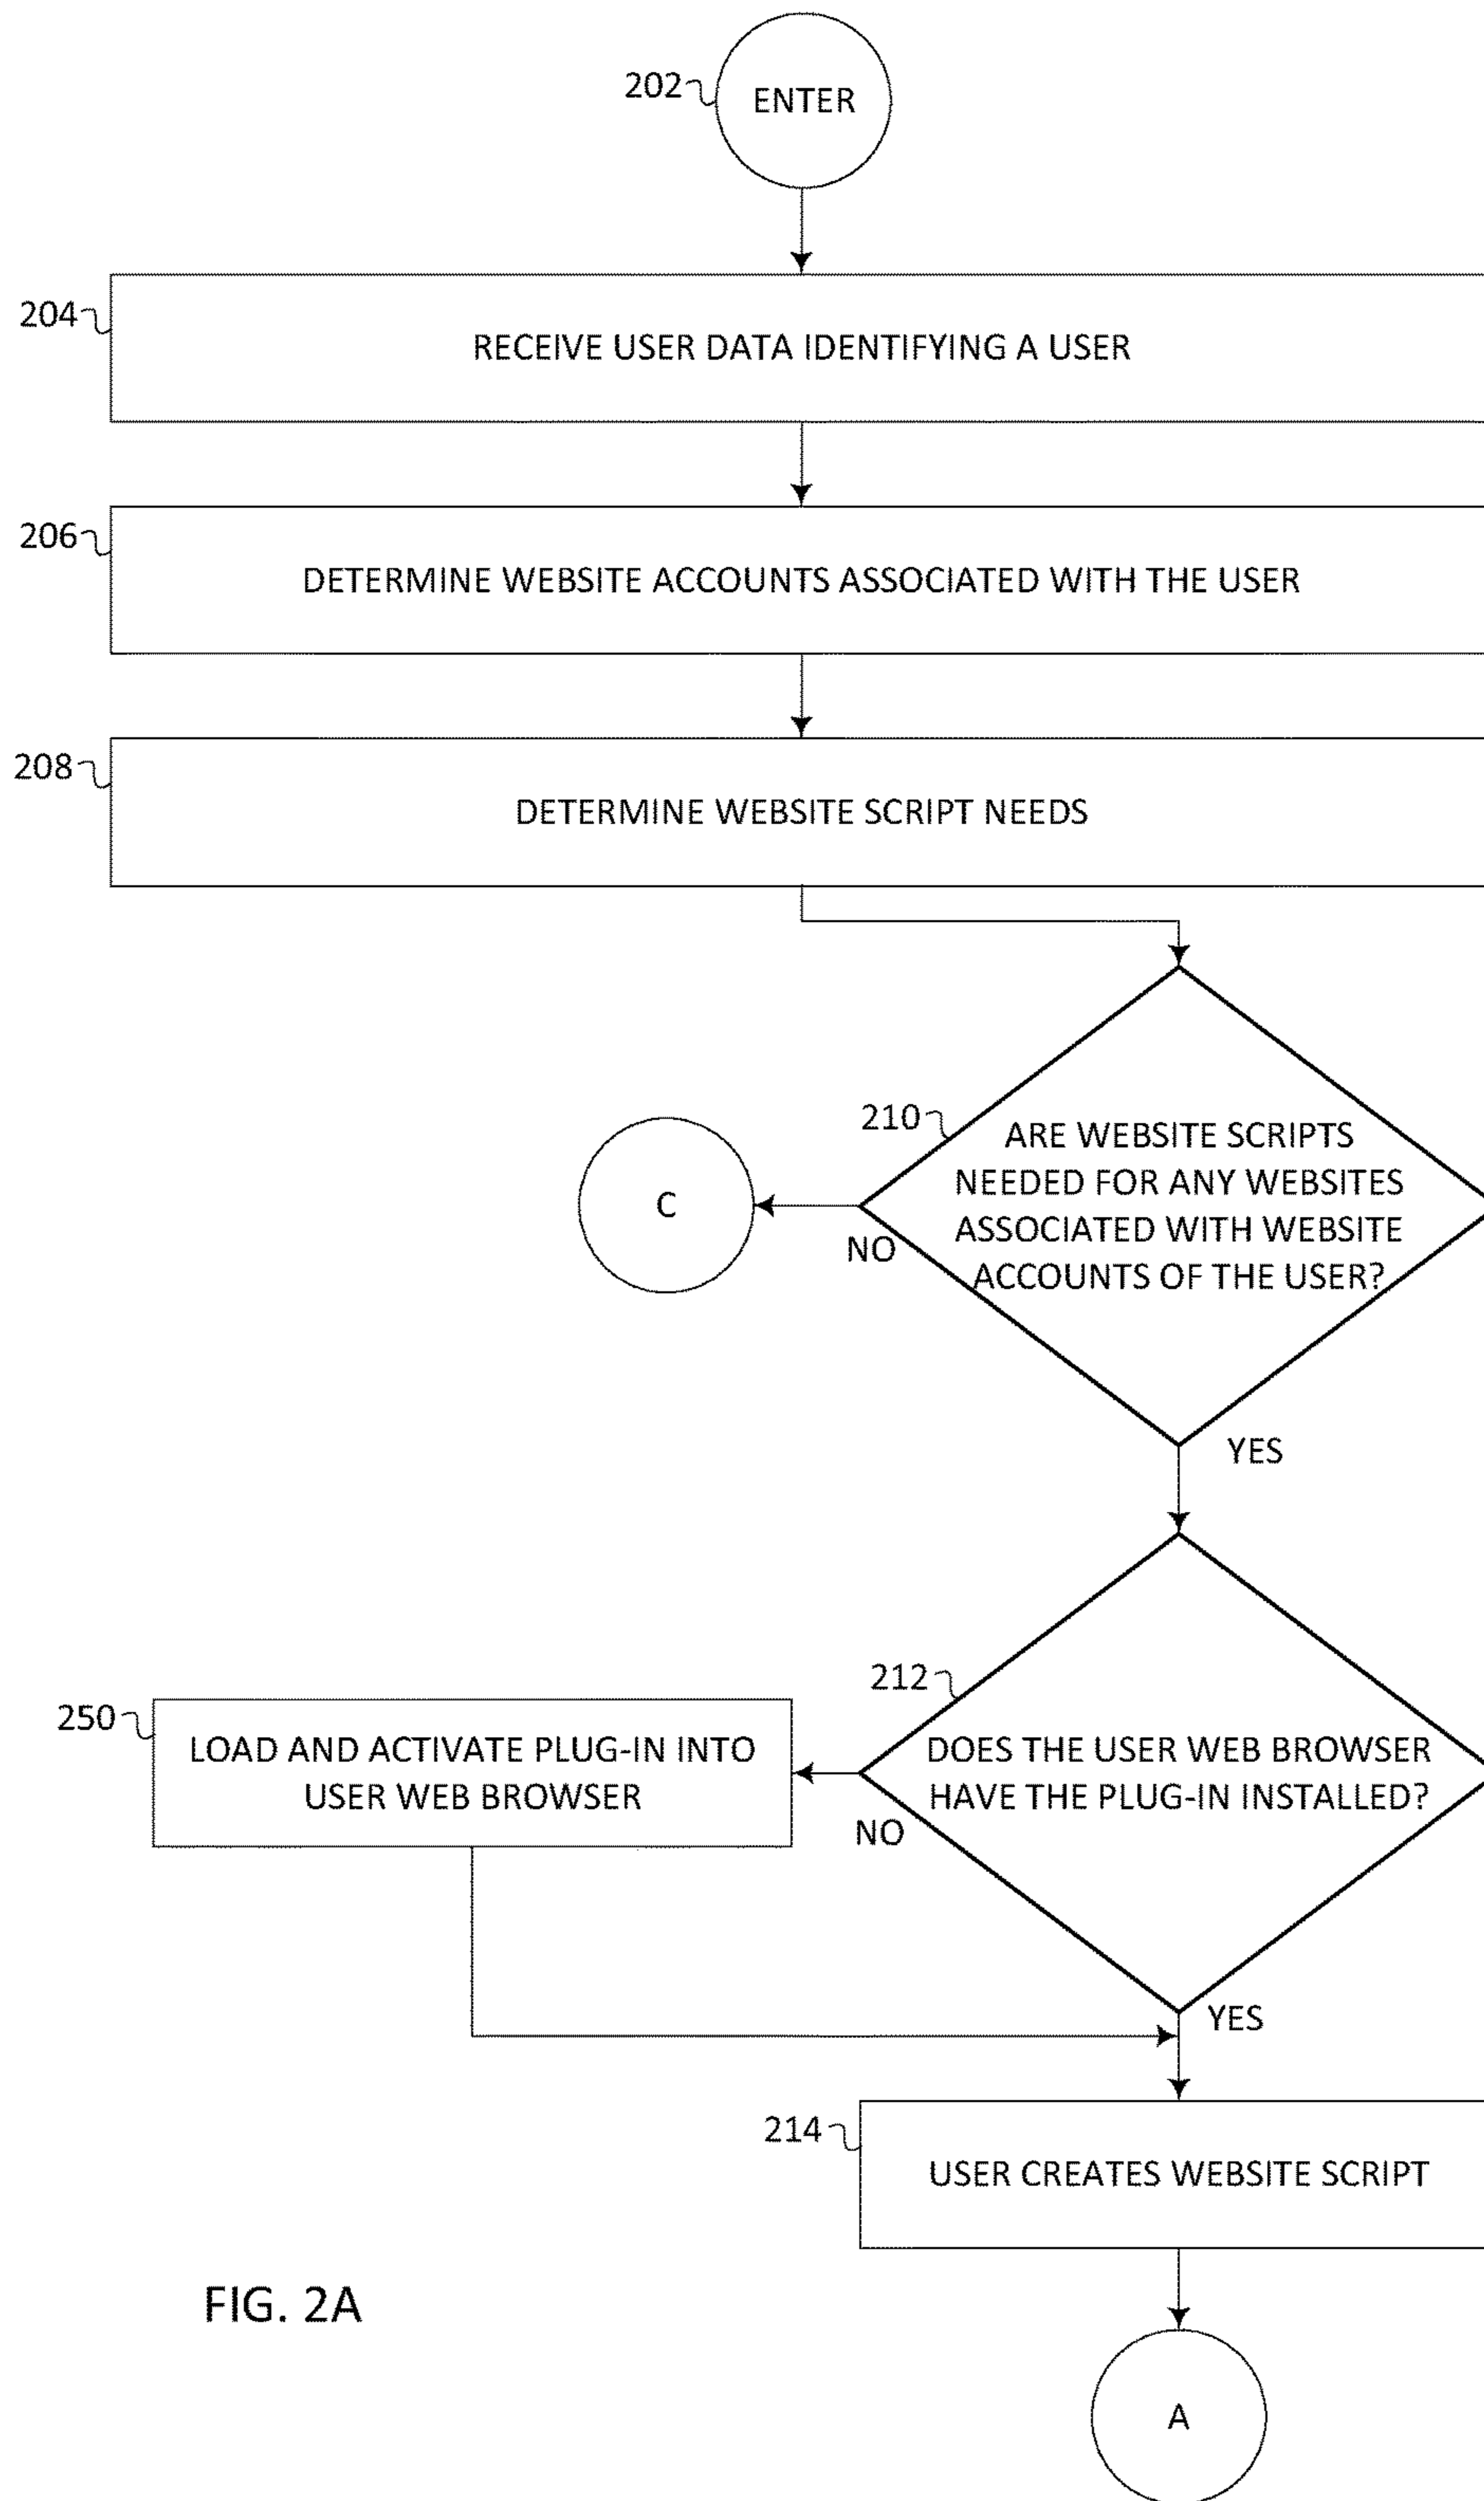 202
ENTER
204
RECEIVE USER DATA IDENTIFYING A USER
206
DETERMINE WEBSITE ACCOUNTS ASSOCIATED WITH THE USER
208
DETERMINE WEBSITE SCRIPT NEEDS
210
ARE WEBSITE SCRIPTS
NEEDED FOR ANY WEBSITES
ASSOCIATED WITH WEBSITE
ACCOUNTS OF THE USER?
C
NO
YES
212
DOES THE USER WEB BROWSER
HAVE THE PLUG-IN INSTALLED?
250
LOAD AND ACTIVATE PLUG-IN INTO
USER WEB BROWSER
NO
YES
214
USER CREATES WEBSITE SCRIPT
FIG. 2A
A